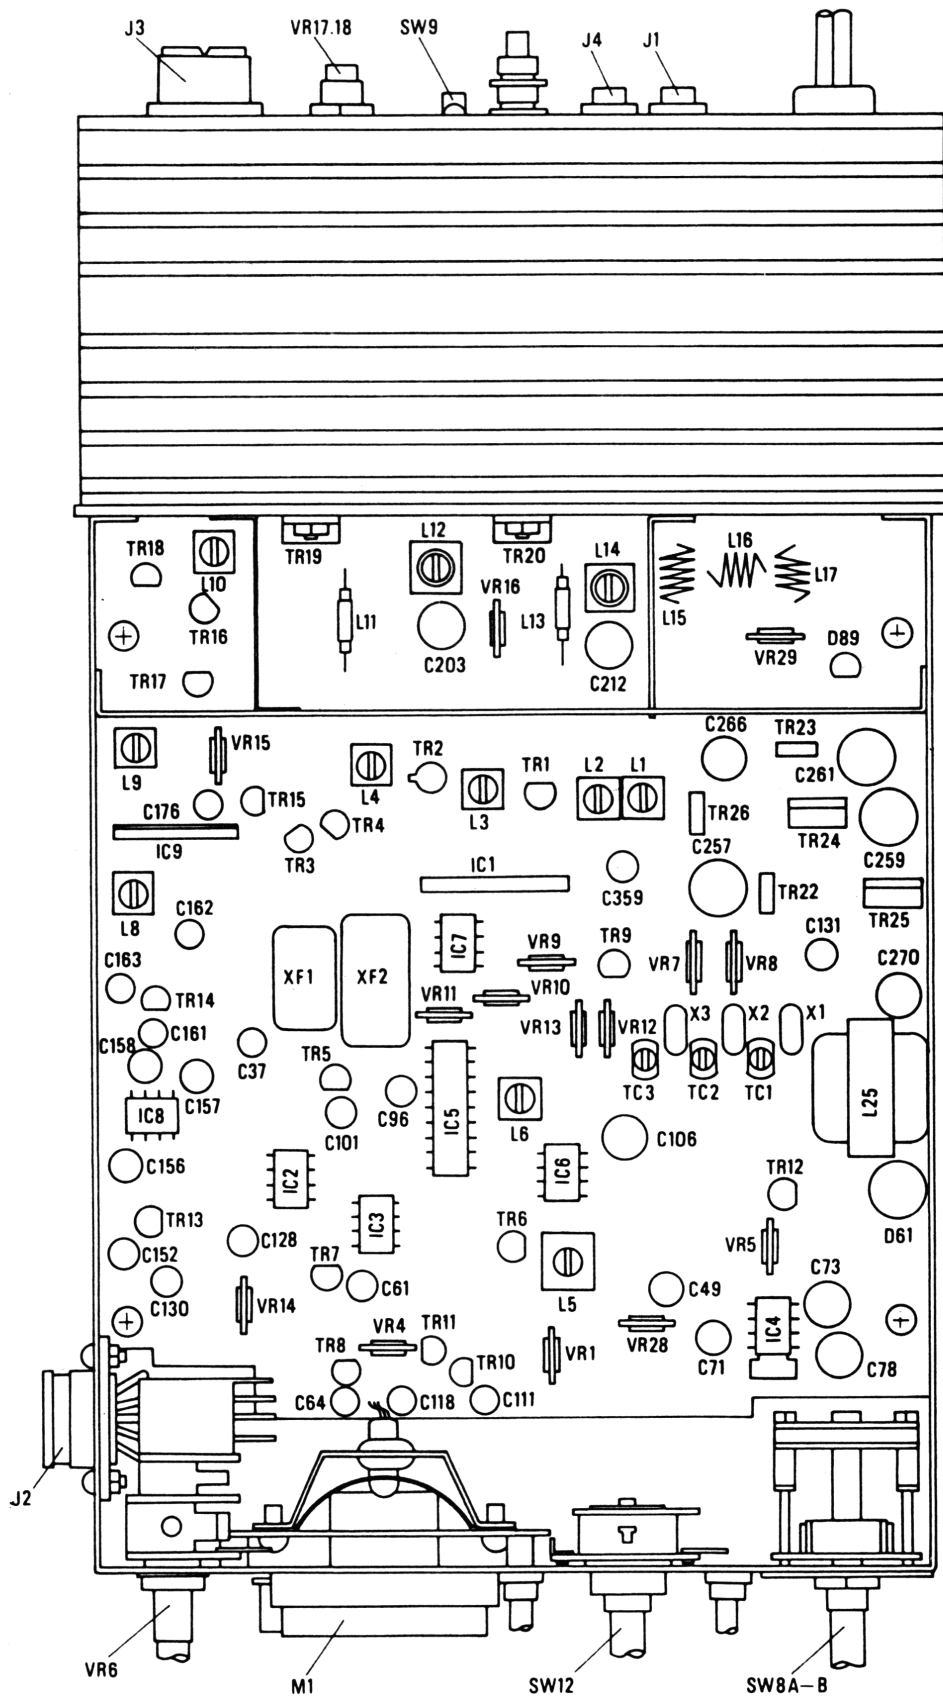 J3
VR17.18
SW9
J4
J1
TR18
L10
TR16
TR17
TR19
L12
TR20
L14
L11
VR16
L13
C203
C212
L16
L15
L17
VR29
D89
L9
VR15
C176
TR15
IC9
L4
TR2
TR4
TR3
L3
TR1
L2
L1
C266
TR23
C261
TR26
TR24
C259
C257
IC1
C359
TR22
TR25
L8
C162
C163
TR14
C161
C158
C157
IC8
C37
XF1
XF2
IC7
VR9
VR10
VR11
TR9
VR7
VR8
C131
C270
VR13
VR12
X3
X2
X1
TC3
TC2
TC1
L25
TR5
C101
C96
IC5
L6
C106
C156
IC2
IC3
IC6
TR12
D61
TR13
C152
C130
C128
TR7
C61
TR6
L5
VR5
C49
C73
VR14
VR4
TR11
TR8
TR10
VR1
VR28
C71
IC4
C78
C64
C118
C111
J2
VR6
M1
SW12
SW8A-B